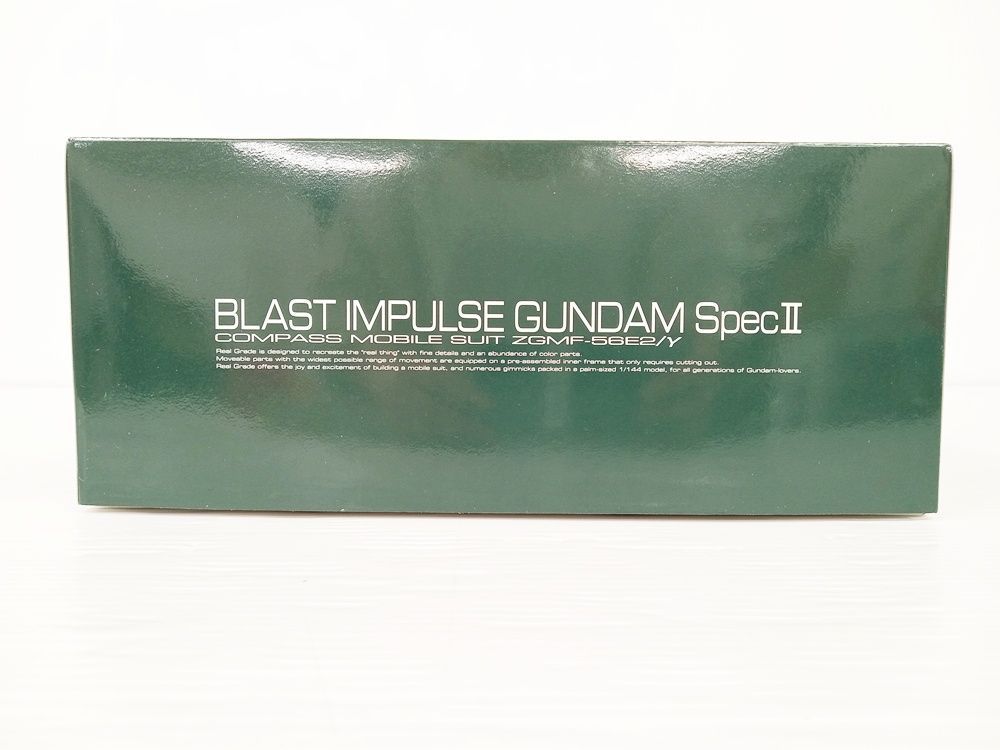 BLAST IMPULSE GUNDAM SpecⅡ
COMPASS MOBILE SUIT ZGMF-56E2/γ
Real Grade is designed to recreate the "real thing" with fine details and an abundance of color parts.
Moveable parts with the widest possible range of movement are equipped on a pre-assembled inner frame that only requires cutting out.
Real Grade offers the joy and excitement of building a mobile suit, and numerous gimmicks packed in a palm-sized 1/144 model, for all generations of Gundam-lovers.